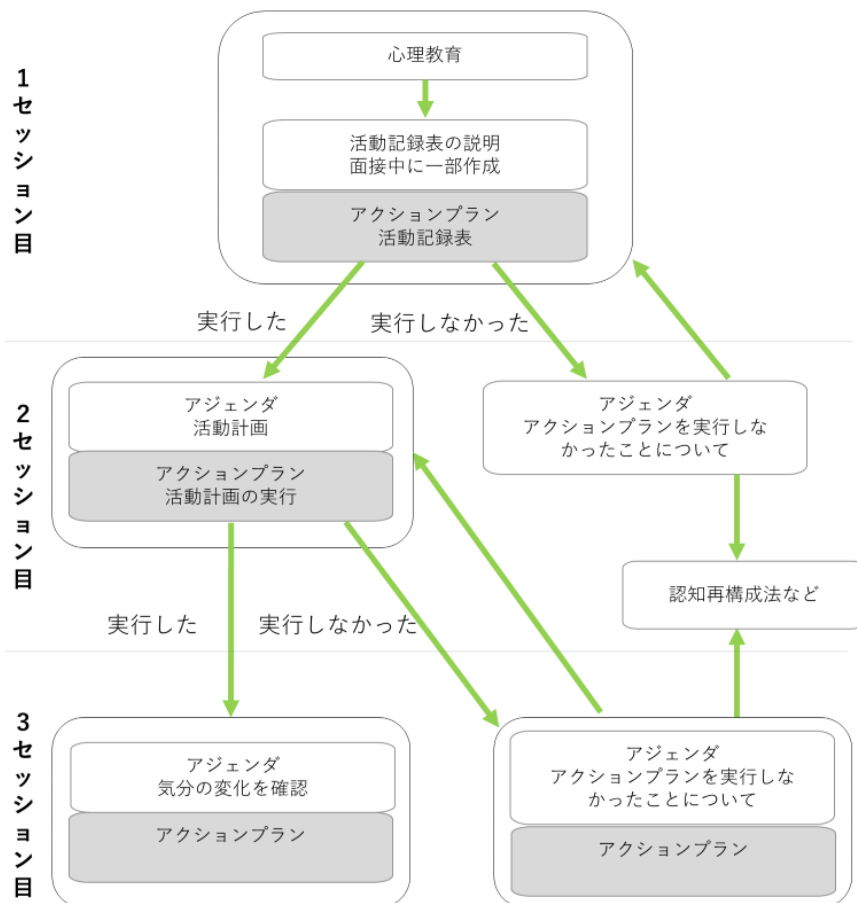 1セッション目
心理教育
活動記録表の説明
面接中に一部作成
アクションプラン
活動記録表
実行した
実行しなかった
2セッション目
アジェンダ
活動計画
アクションプラン
活動計画の実行
アジェンダ
アクションプランを実行しな
かったことについて
認知再構成法など
実行した
実行しなかった
3セッション目
アジェンダ
気分の変化を確認
アクションプラン
アジェンダ
アクションプランを実行しな
かったことについて
アクションプラン